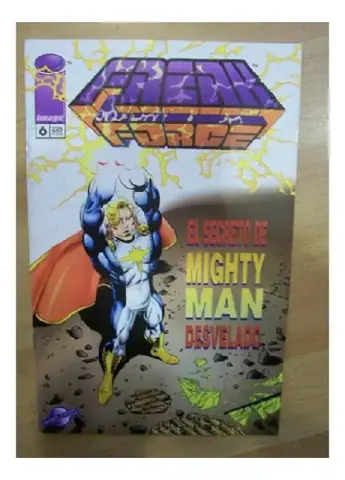 FREAK
FORCE
image
6
EL SECRETO DE
MIGHTY
MAN
DESVELADO